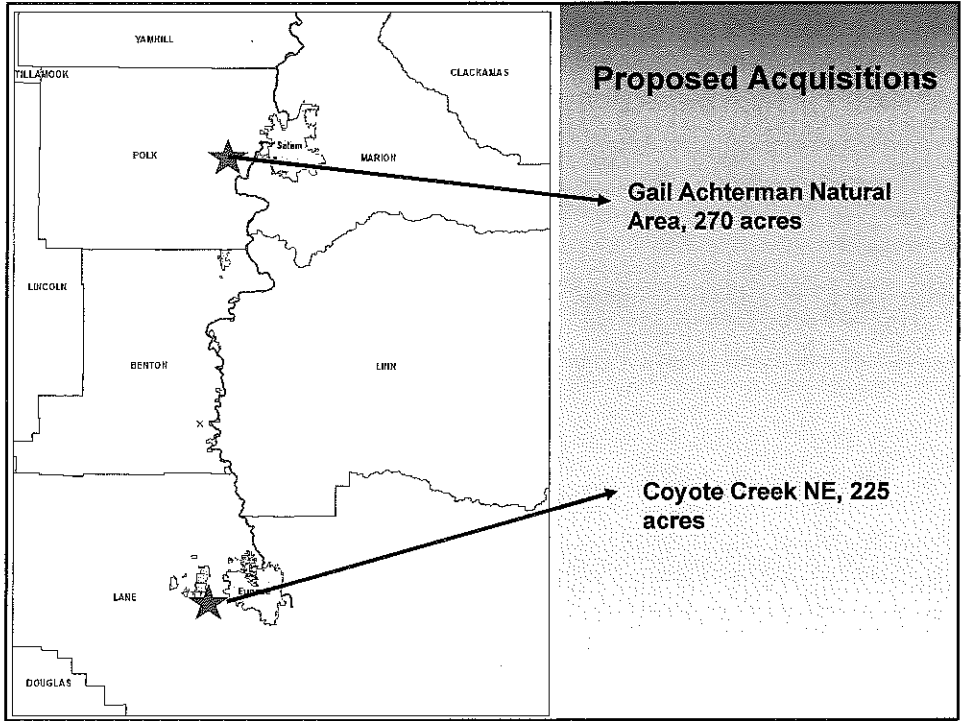 YAMHILL
TILLAMOOK
CLACKAMAS
Proposed Acquisitions
Salem
POLK
MARION
Gail Achterman Natural
Area, 270 acres
LINCOLN
BENTON
LINN
Coyote Creek NE, 225
acres
LANE
Eugene
DOUGLAS